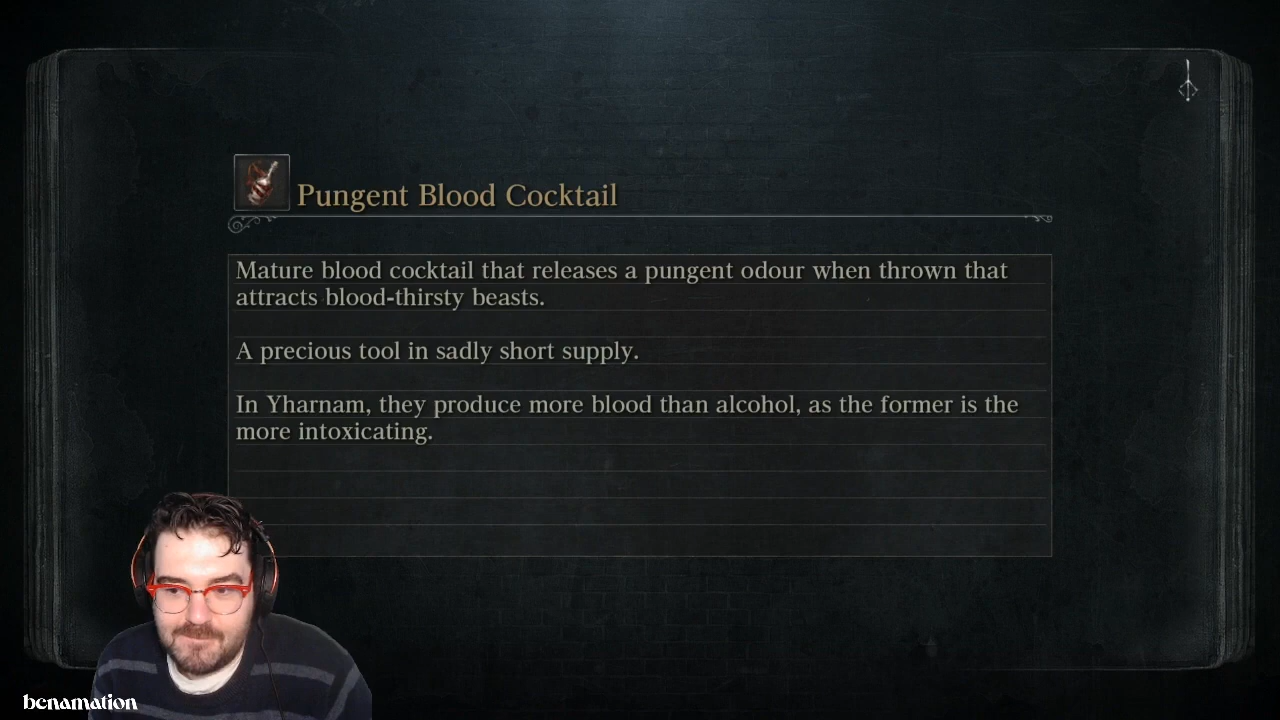 Pungent Blood Cocktail
Mature blood cocktail that releases a pungent odour when thrown that
attracts blood-thirsty beasts.
A precious tool in sadly short supply.
In Yharnam, they produce more blood than alcohol, as the former is the
more intoxicating.
bcnamation